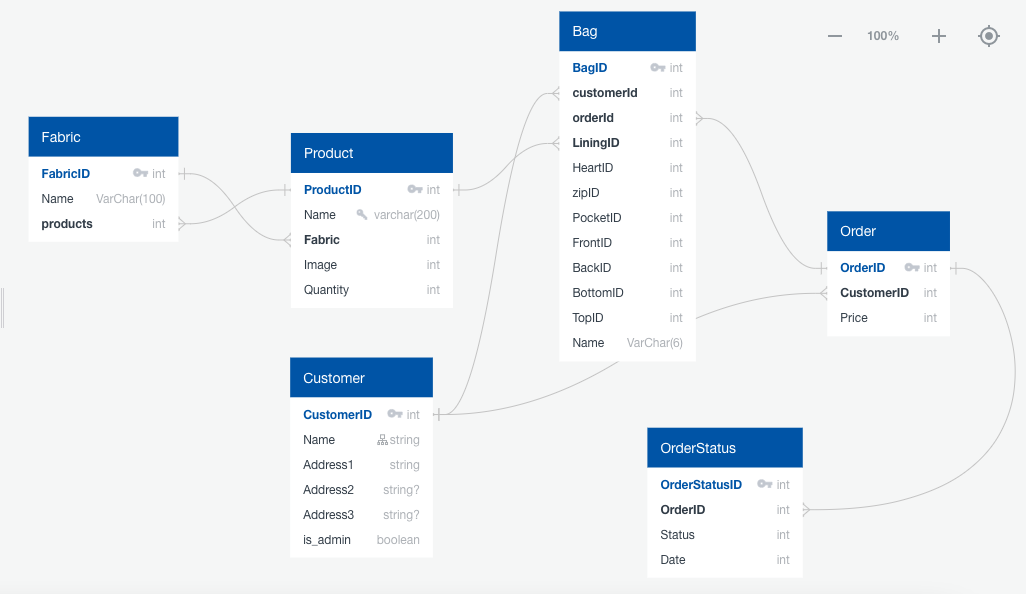 100%
Fabric
FabricID int
Name VarChar(100)
products int
Product
ProductID int
Name varchar(200)
Fabric int
Image int
Quantity int
Customer
CustomerID int
Name string
Address1 string
Address2 string?
Address3 string?
is_admin boolean
Bag
BagID int
customerId int
orderId int
LiningID int
HeartID int
zipID int
PocketID int
FrontID int
BackID int
BottomID int
TopID int
Name VarChar(6)
Order
OrderID int
CustomerID int
Price int
OrderStatus
OrderStatusID int
OrderID int
Status int
Date int